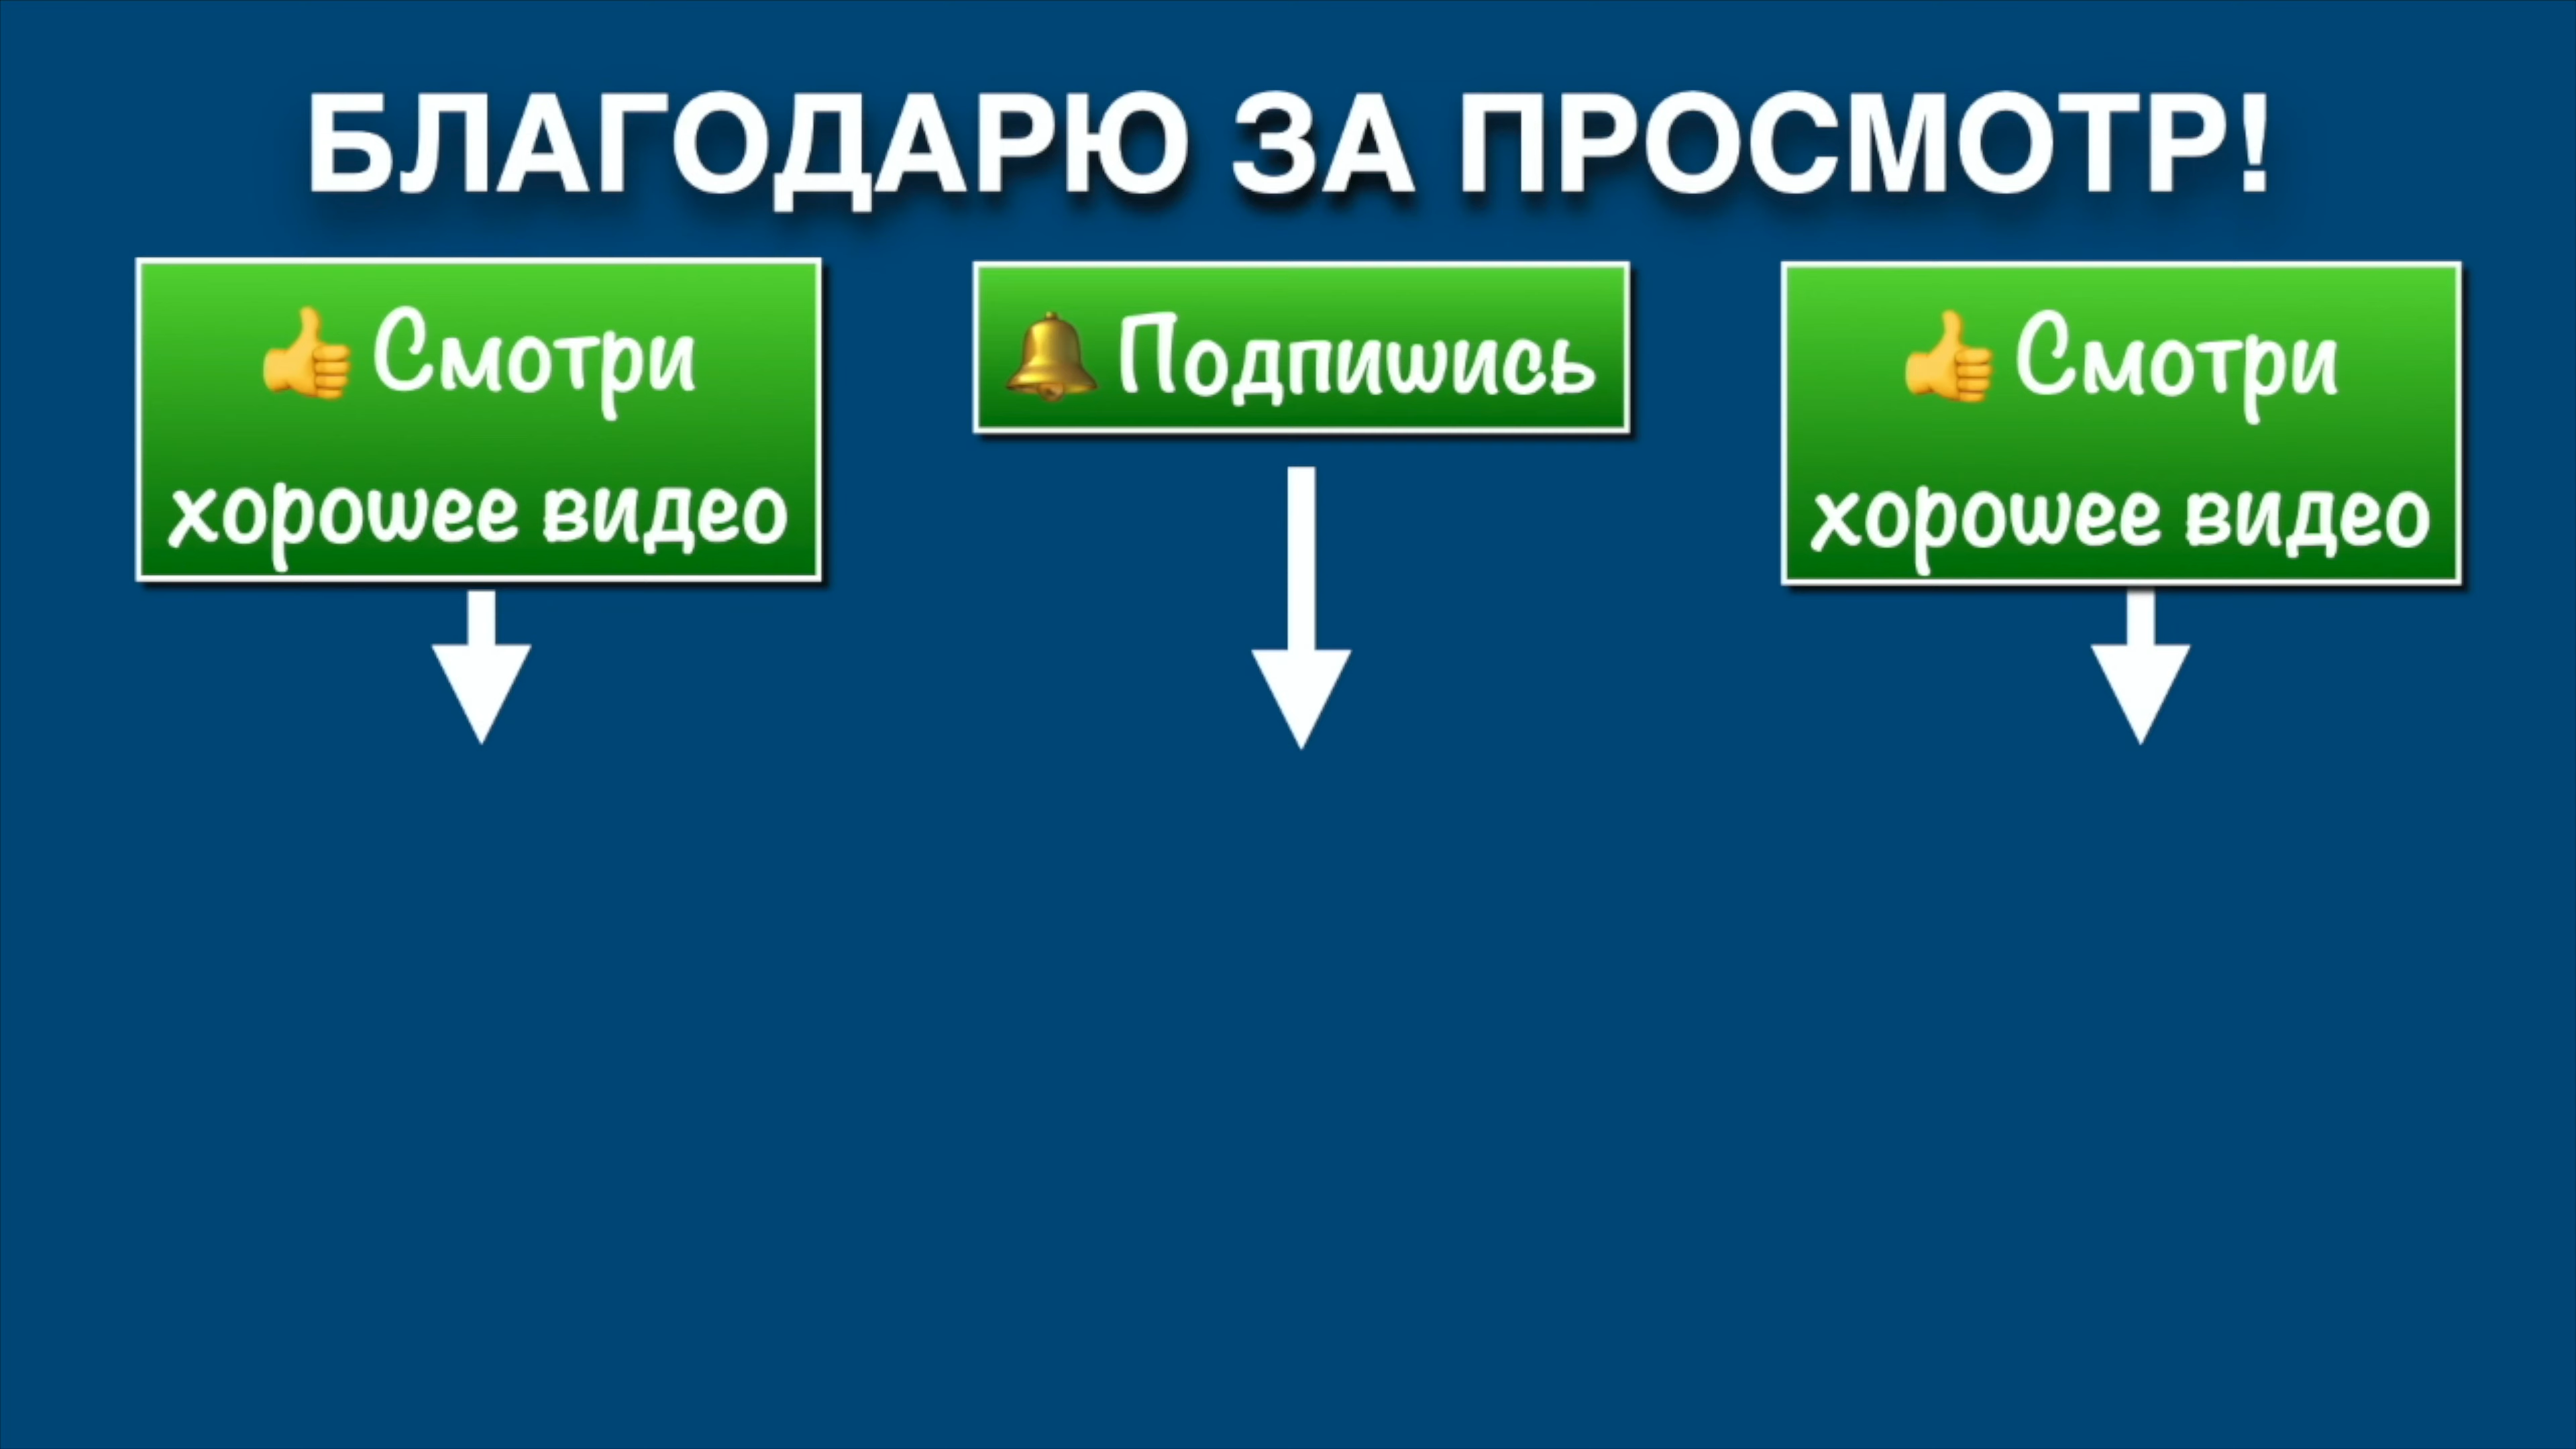 БЛАГОДАРЮ ЗА ПРОСМОТР!
👍 Смотри
хорошее видео
🔔 Подпишись
👍 Смотри
хорошее видео